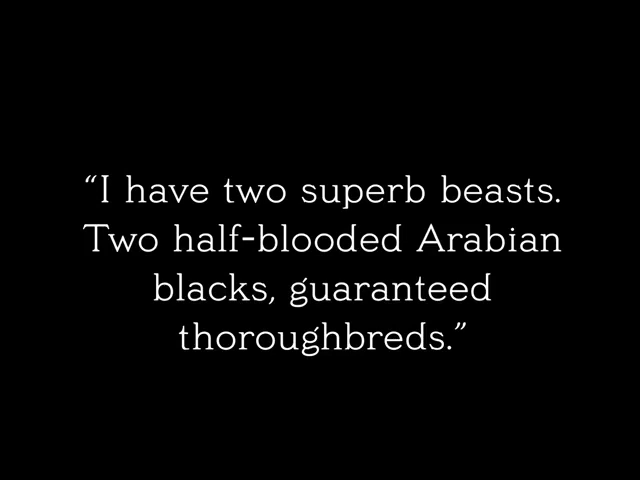 “I have two superb beasts.
Two half-blooded Arabian
blacks, guaranteed
thoroughbreds.”